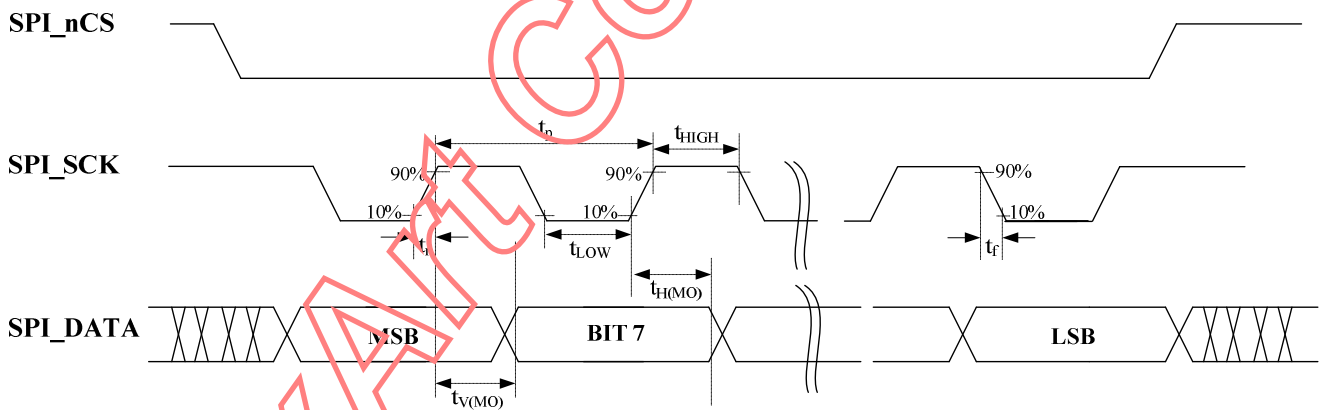 SPI_nCS
t_p t_HIGH
SPI_SCK
90% 90% 90%
10% 10% 10%
t_r t_LOW t_f
t_H(MO)
SPI_DATA MSB BIT 7 LSB
t_V(MO)